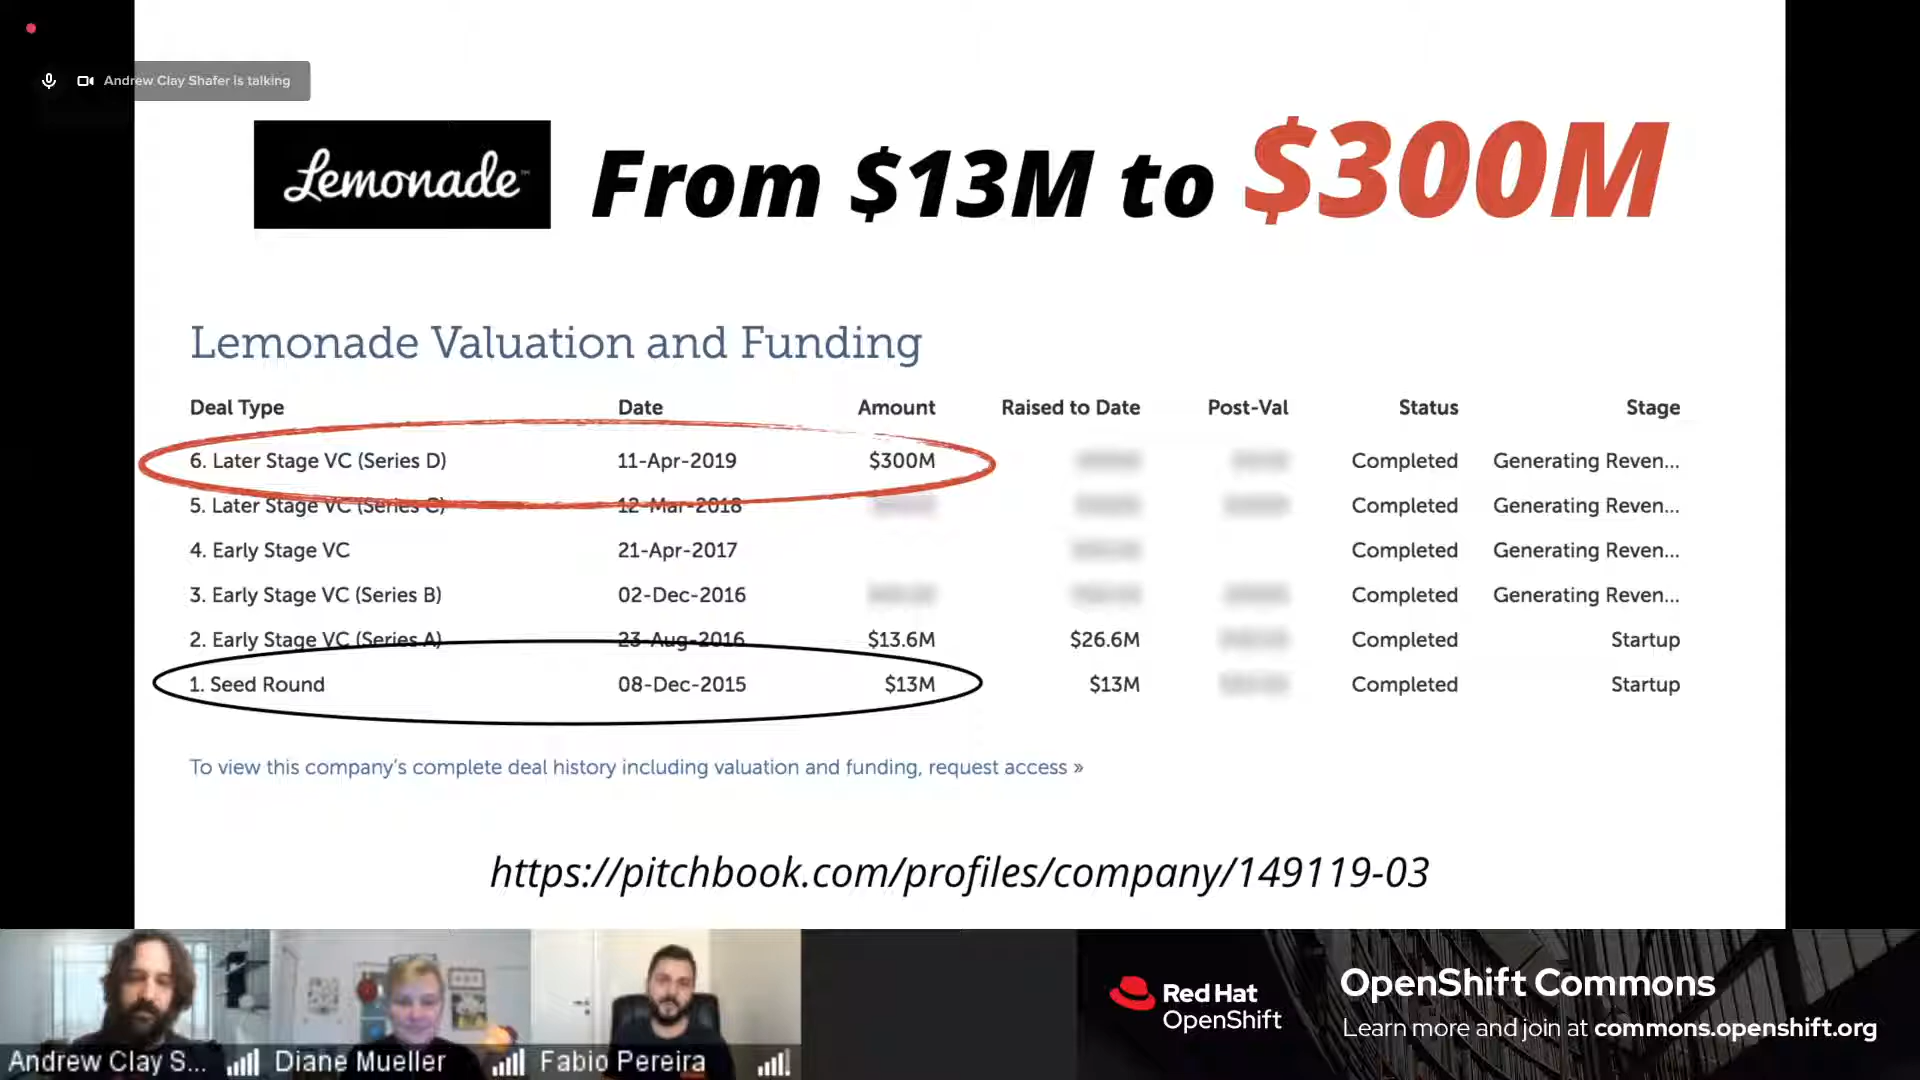 Andrew Clay Shafer is talking
Lemonade™ From $13M to $300M
Lemonade Valuation and Funding
Deal Type Date Amount Raised to Date Post-Val Status Stage
6. Later Stage VC (Series D) 11-Apr-2019 $300M Completed Generating Reven...
5. Later Stage VC (Series C) 12-Mar-2018 Completed Generating Reven...
4. Early Stage VC 21-Apr-2017 Completed Generating Reven...
3. Early Stage VC (Series B) 02-Dec-2016 Completed Generating Reven...
2. Early Stage VC (Series A) 23-Aug-2016 $13.6M $26.6M Completed Startup
1. Seed Round 08-Dec-2015 $13M $13M Completed Startup
To view this company's complete deal history including valuation and funding, request access »
https://pitchbook.com/profiles/company/149119-03
Andrew Clay S... Diane Mueller Fabio Pereira
Red Hat
OpenShift
OpenShift Commons
Learn more and join at commons.openshift.org